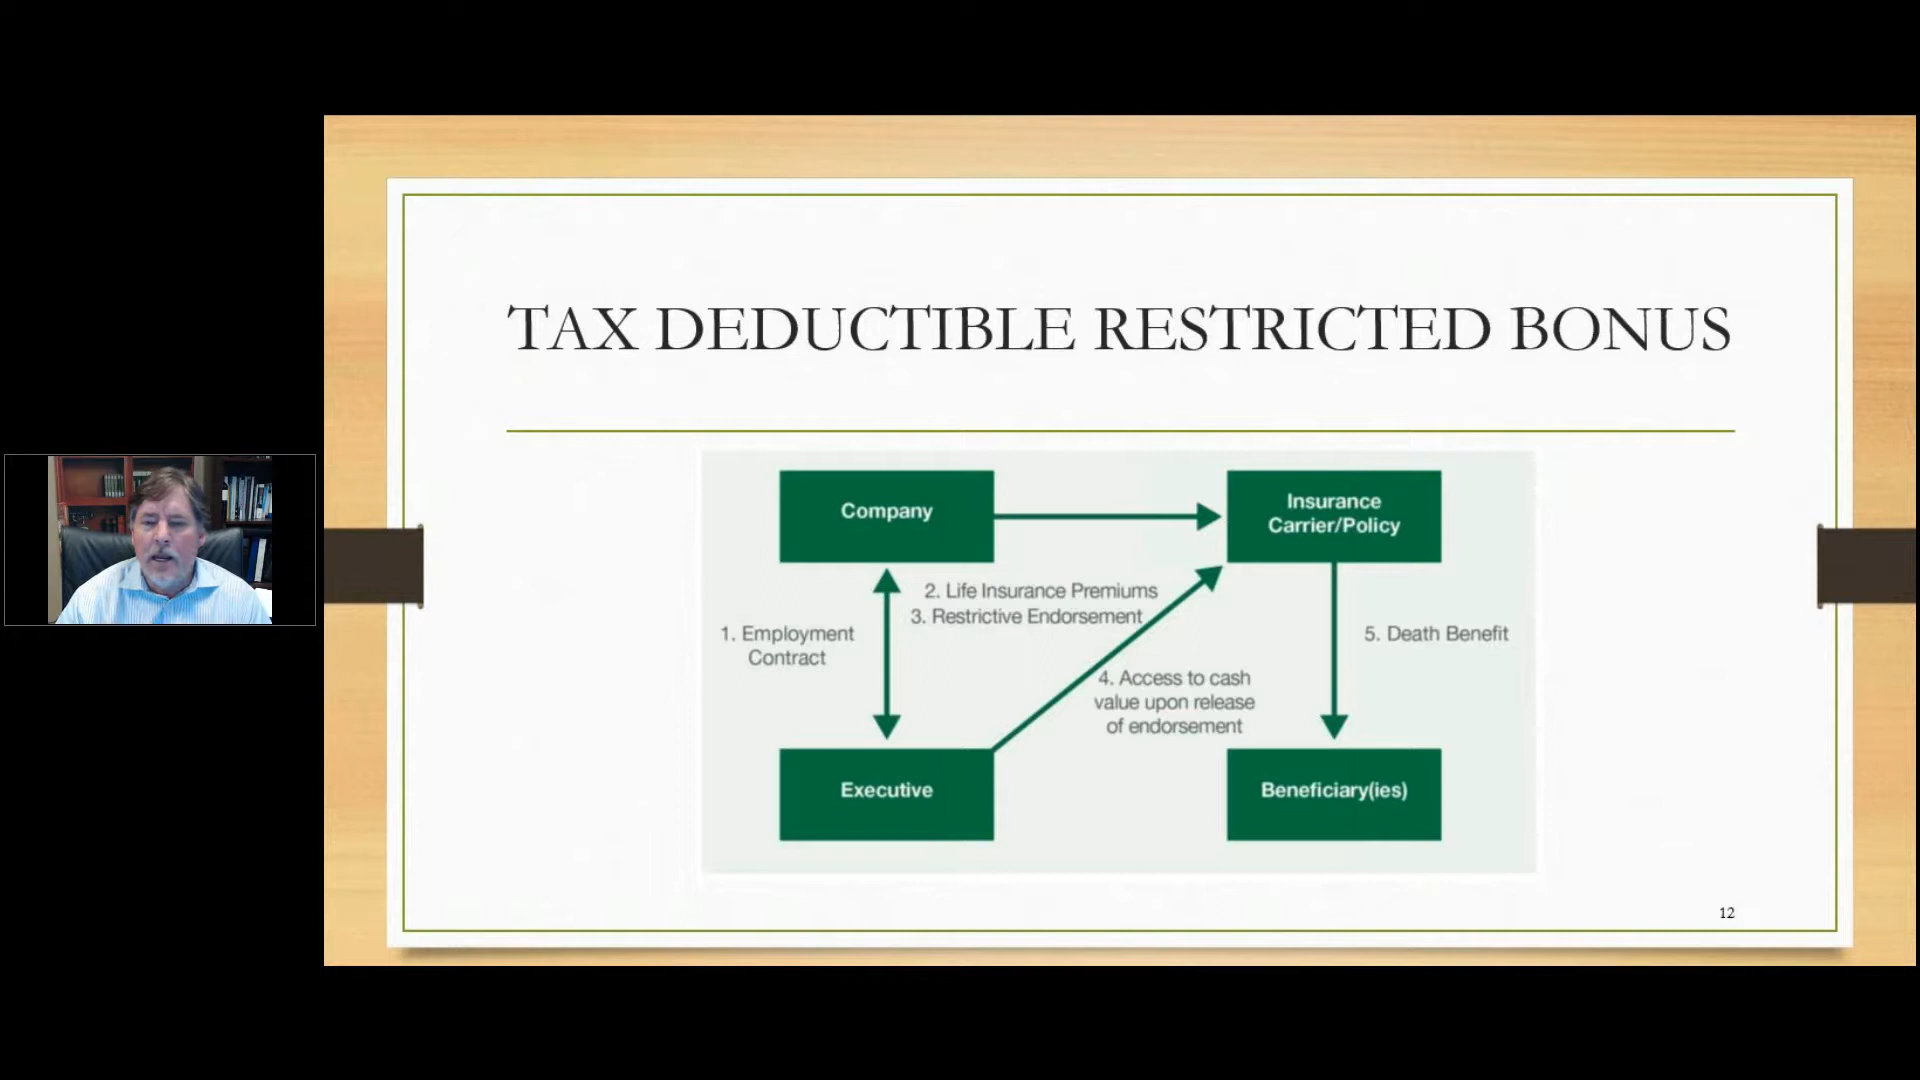 TAX DEDUCTIBLE RESTRICTED BONUS
Company
Insurance
Carrier/Policy
2. Life Insurance Premiums
3. Restrictive Endorsement
1. Employment
Contract
5. Death Benefit
4. Access to cash
value upon release
of endorsement
Executive
Beneficiary(ies)
12